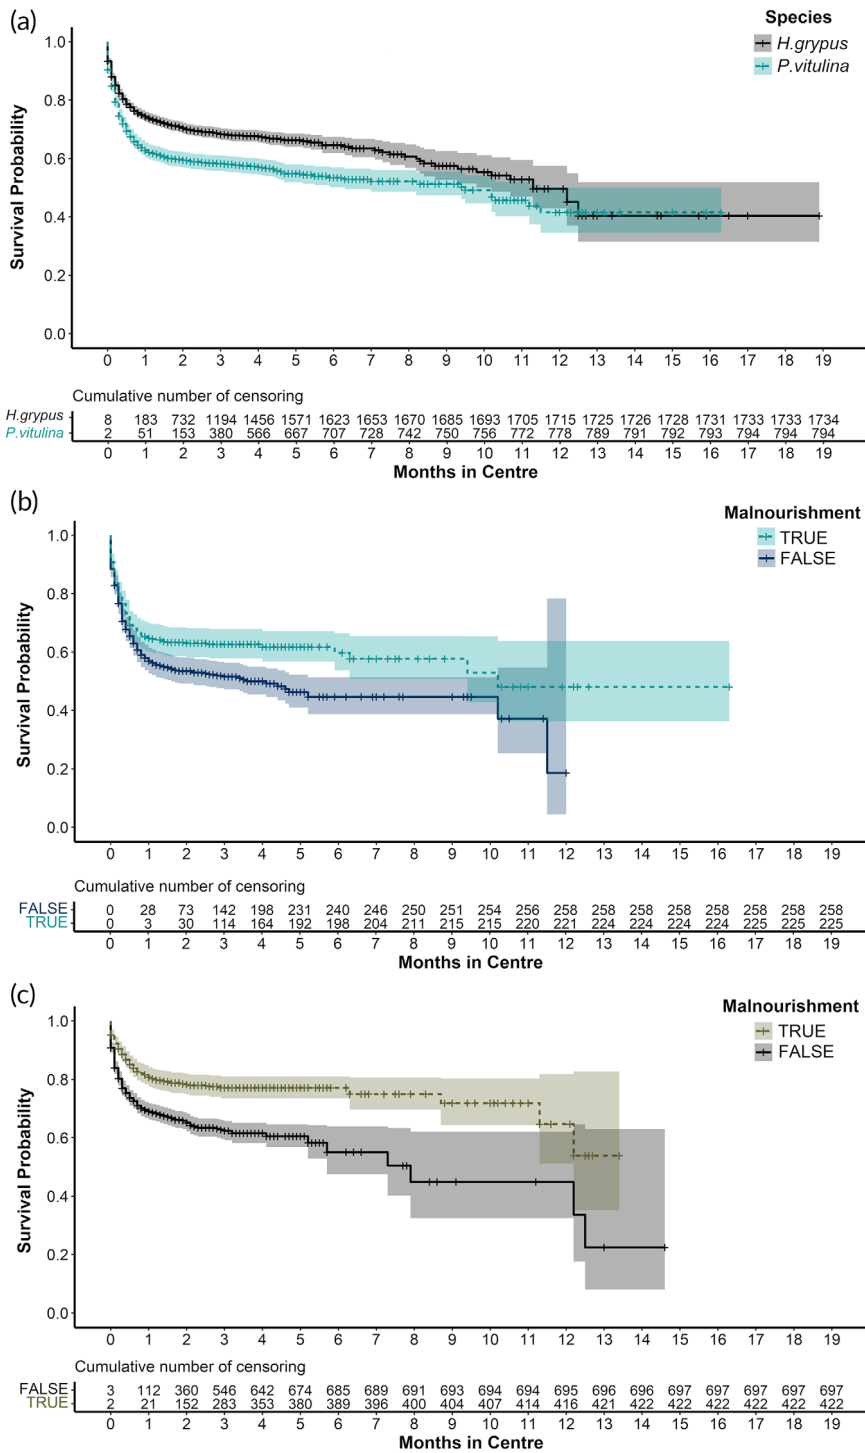 (a)
Species
H.grypus
P.vitulina
Survival Probability
1.0
0.8
0.6
0.4
0.2
0.0
0 1 2 3 4 5 6 7 8 9 10 11 12 13 14 15 16 17 18 19
Cumulative number of censoring
H.grypus 8 183 732 1194 1456 1571 1623 1653 1670 1685 1693 1705 1715 1725 1726 1728 1731 1733 1733 1734
P.vitulina 2 51 153 380 566 667 707 728 742 750 756 772 778 789 791 792 793 794 794 794
0 1 2 3 4 5 6 7 8 9 10 11 12 13 14 15 16 17 18 19
Months in Centre
(b)
Malnourishment
TRUE
FALSE
Survival Probability
1.0
0.8
0.6
0.4
0.2
0.0
0 1 2 3 4 5 6 7 8 9 10 11 12 13 14 15 16 17 18 19
Cumulative number of censoring
FALSE 0 28 73 142 198 231 240 246 250 251 254 256 258 258 258 258 258 258 258 258
TRUE 0 3 30 114 164 192 198 204 211 215 215 220 221 224 224 224 224 225 225 225
0 1 2 3 4 5 6 7 8 9 10 11 12 13 14 15 16 17 18 19
Months in Centre
(c)
Malnourishment
TRUE
FALSE
Survival Probability
1.0
0.8
0.6
0.4
0.2
0.0
0 1 2 3 4 5 6 7 8 9 10 11 12 13 14 15 16 17 18 19
Cumulative number of censoring
FALSE 3 112 360 546 642 674 685 689 691 693 694 694 695 696 696 697 697 697 697 697
TRUE 2 21 152 283 353 380 389 396 400 404 407 414 416 421 422 422 422 422 422 422
0 1 2 3 4 5 6 7 8 9 10 11 12 13 14 15 16 17 18 19
Months in Centre